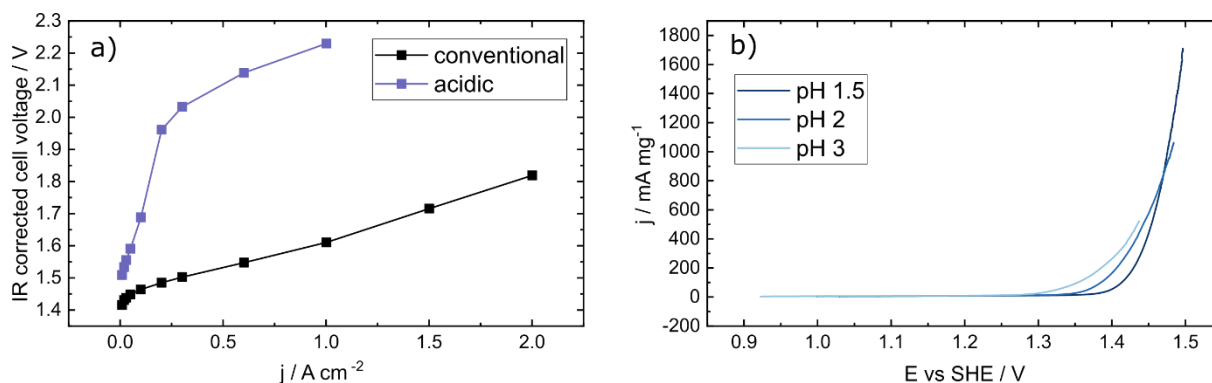 a)
conventional
acidic
IR corrected cell voltage / V
2.3
2.2
2.1
2.0
1.9
1.8
1.7
1.6
1.5
1.4
0.0 0.5 1.0 1.5 2.0
j / A cm⁻²
b)
pH 1.5
pH 2
pH 3
j / mA mg⁻¹
1800
1600
1400
1200
1000
800
600
400
200
0
-200
0.9 1.0 1.1 1.2 1.3 1.4 1.5
E vs SHE / V